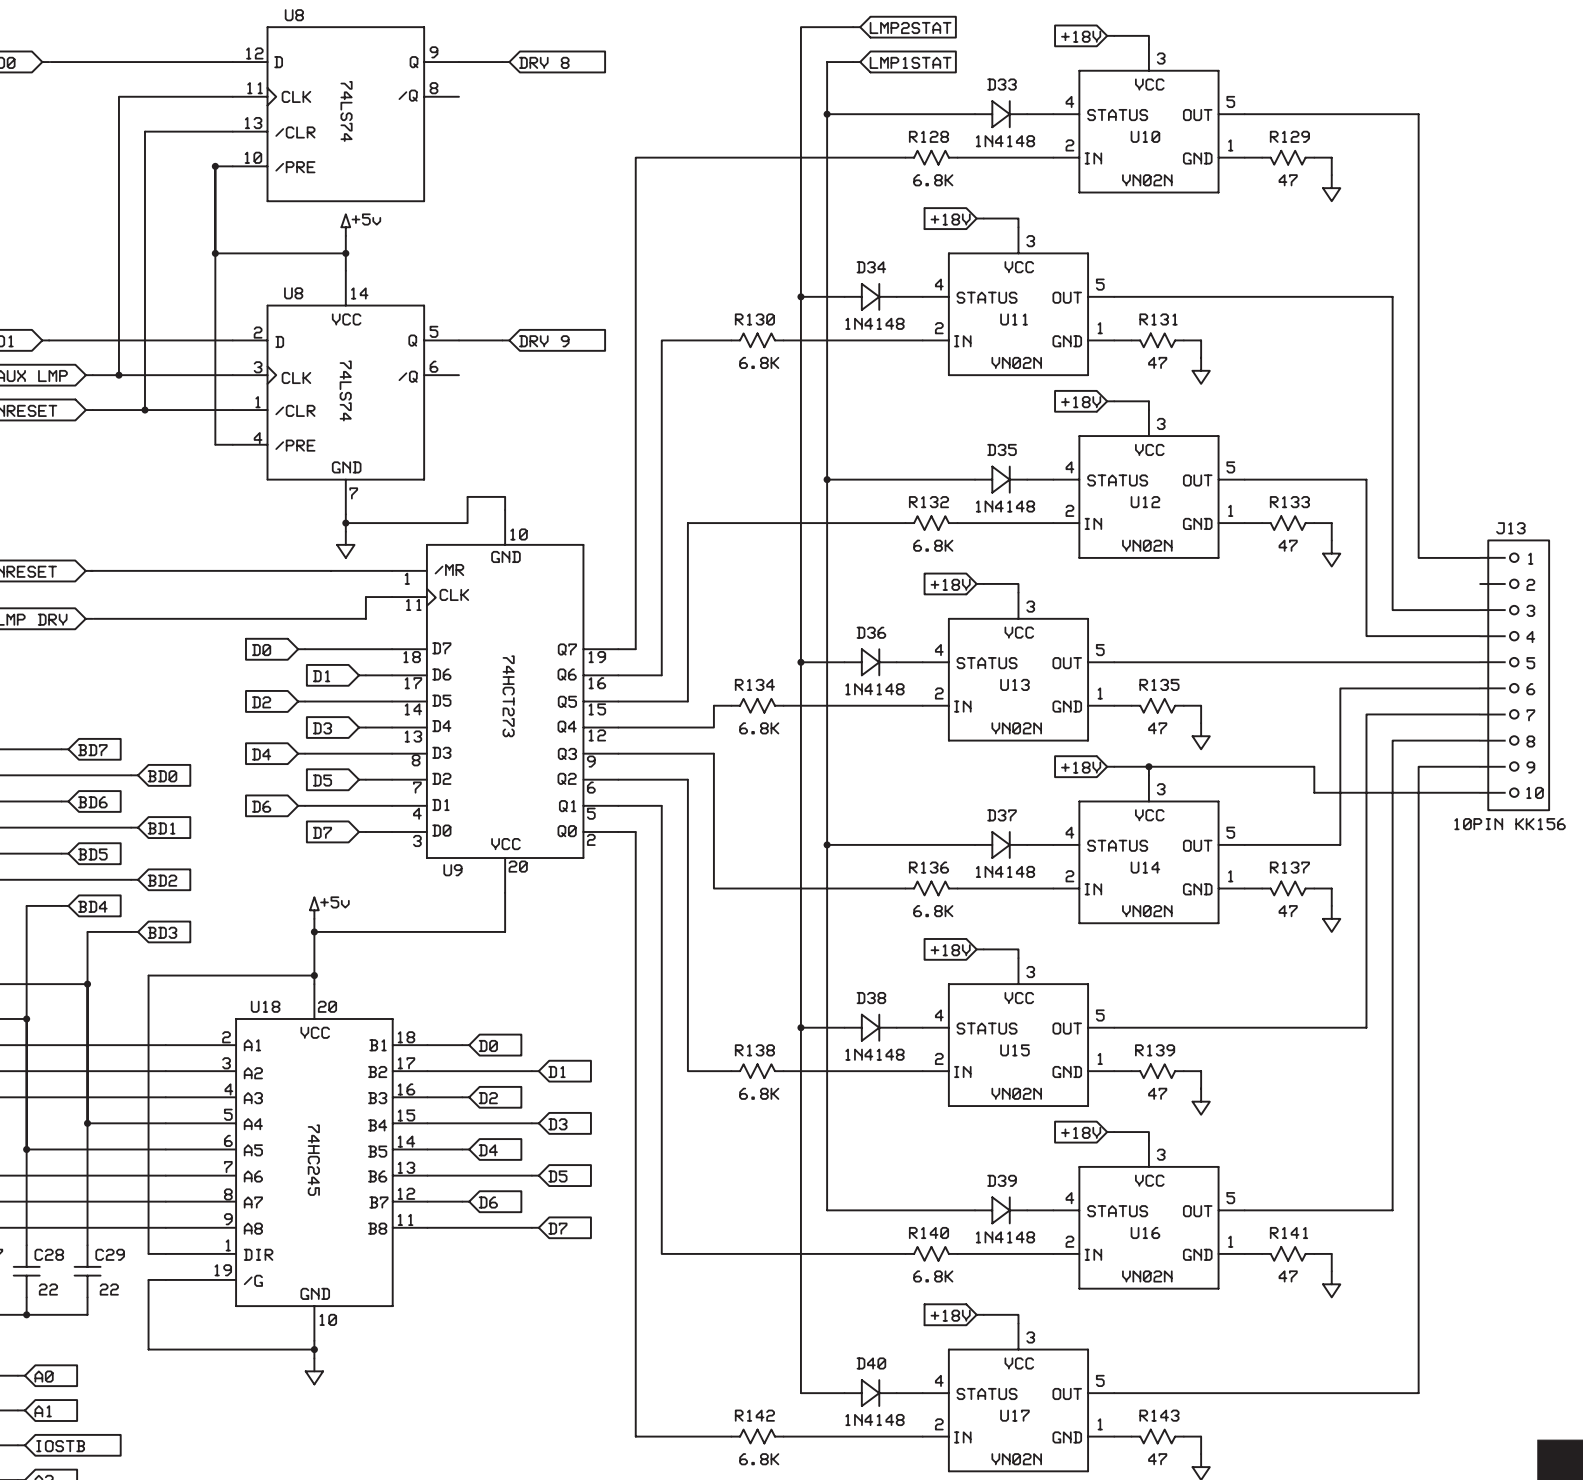 U8
12
D
11
CLK
13
/CLR
10
/PRE
74LS74
Q
9
/Q
8
DRV 8
+5v
U8
14
VCC
2
D
3
CLK
1
/CLR
4
/PRE
GND
7
74LS74
Q
5
/Q
6
DRV 9
AUX LMP
10
GND
/MR
1
CLK
11
D0
D1
D2
D3
D4
D5
D6
D7
D7
18
D6
17
D5
14
D4
13
D3
8
D2
7
D1
4
D0
3
74HCT273
Q7
19
Q6
16
Q5
15
Q4
12
Q3
9
Q2
6
Q1
5
Q0
2
VCC
20
U9
BD7
BD0
BD6
BD1
BD5
BD2
BD4
BD3
+5v
U18
20
VCC
2
A1
3
A2
4
A3
5
A4
6
A5
7
A6
8
A7
9
A8
1
DIR
19
/G
GND
10
74HC245
B1
18
D0
B2
17
D1
B3
16
D2
B4
15
D3
B5
14
D4
B6
13
D5
B7
12
D6
B8
11
D7
C28
22
C29
22
A0
A1
IOSTB
LMP2STAT
LMP1STAT
+18V
3
VCC
D33
1N4148
4
STATUS
OUT
5
U10
R128
6.8K
2
IN
GND
1
R129
47
VN02N
+18V
3
VCC
D34
1N4148
4
STATUS
OUT
5
U11
R130
6.8K
2
IN
GND
1
R131
47
VN02N
+18V
3
VCC
D35
1N4148
4
STATUS
OUT
5
U12
R132
6.8K
2
IN
GND
1
R133
47
VN02N
+18V
3
VCC
D36
1N4148
4
STATUS
OUT
5
U13
R134
6.8K
2
IN
GND
1
R135
47
VN02N
+18V
3
VCC
D37
1N4148
4
STATUS
OUT
5
U14
R136
6.8K
2
IN
GND
1
R137
47
VN02N
+18V
3
VCC
D38
1N4148
4
STATUS
OUT
5
U15
R138
6.8K
2
IN
GND
1
R139
47
VN02N
+18V
3
VCC
D39
1N4148
4
STATUS
OUT
5
U16
R140
6.8K
2
IN
GND
1
R141
47
VN02N
+18V
3
VCC
D40
1N4148
4
STATUS
OUT
5
U17
R142
6.8K
2
IN
GND
1
R143
47
VN02N
J13
1
2
3
4
5
6
7
8
9
10
10PIN KK156